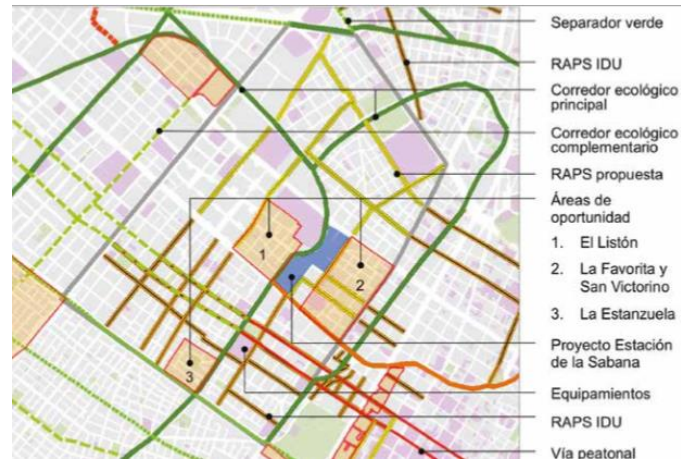 Separador verde
RAPS IDU
Corredor ecológico
principal
Corredor ecológico
complementario
RAPS propuesta
Áreas de
oportunidad
1. El Listón
2. La Favorita y
San Victorino
3. La Estanzuela
Proyecto Estación
de la Sabana
Equipamientos
RAPS IDU
Vía peatonal
1
2
3